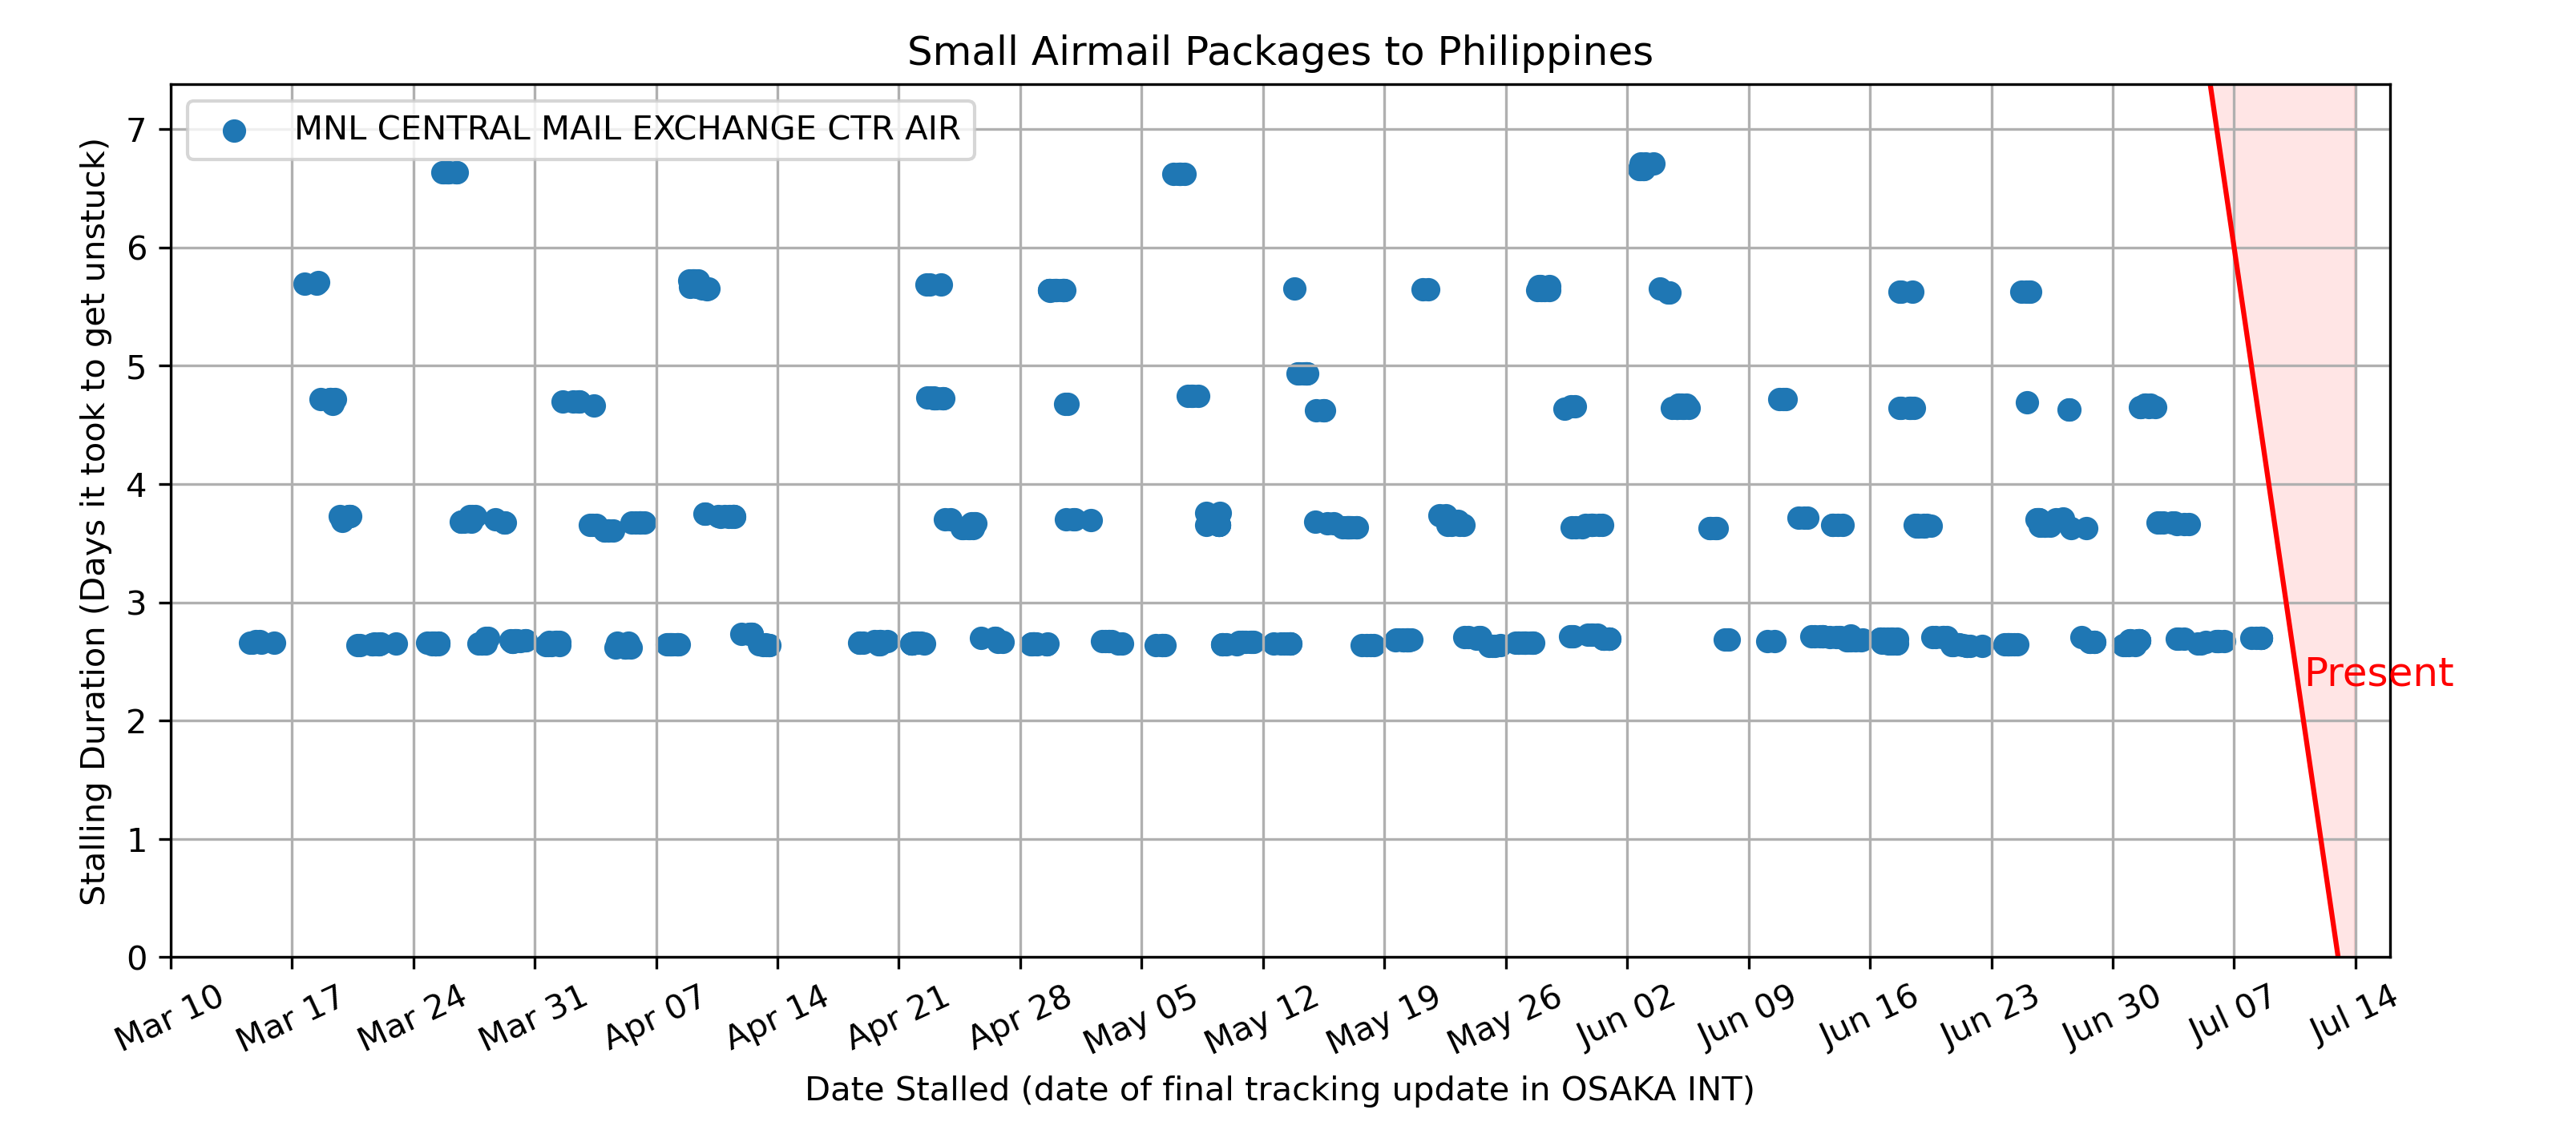 Small Airmail Packages to Philippines
MNL CENTRAL MAIL EXCHANGE CTR AIR
Stalling Duration (Days it took to get unstuck)
7
6
5
4
3
2
1
0
Present
Mar 10 Mar 17 Mar 24 Mar 31 Apr 07 Apr 14 Apr 21 Apr 28 May 05 May 12 May 19 May 26 Jun 02 Jun 09 Jun 16 Jun 23 Jun 30 Jul 07 Jul 14
Date Stalled (date of final tracking update in OSAKA INT)